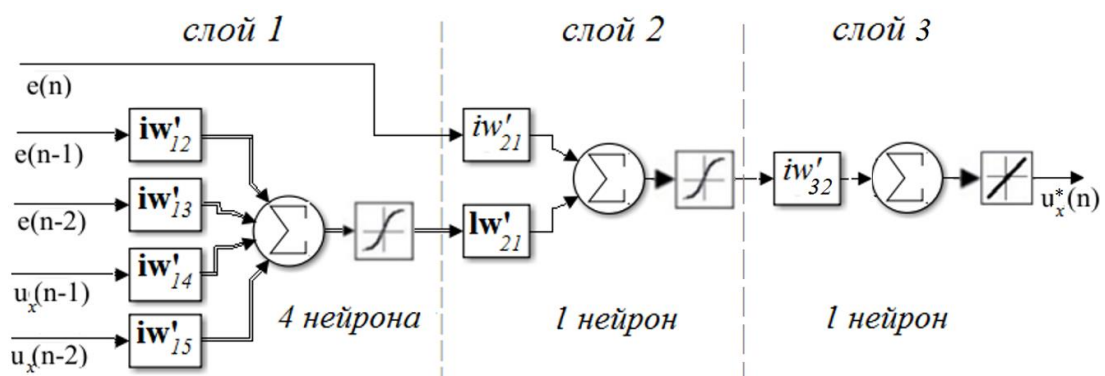 слой 1 слой 2 слой 3
e(n)
iw'12 iw'21
e(n-1)
iw'13 iw'32
e(n-2) u*x(n)
iw'14 lw'21
ux(n-1)
4 нейрона 1 нейрон 1 нейрон
iw'15
ux(n-2)